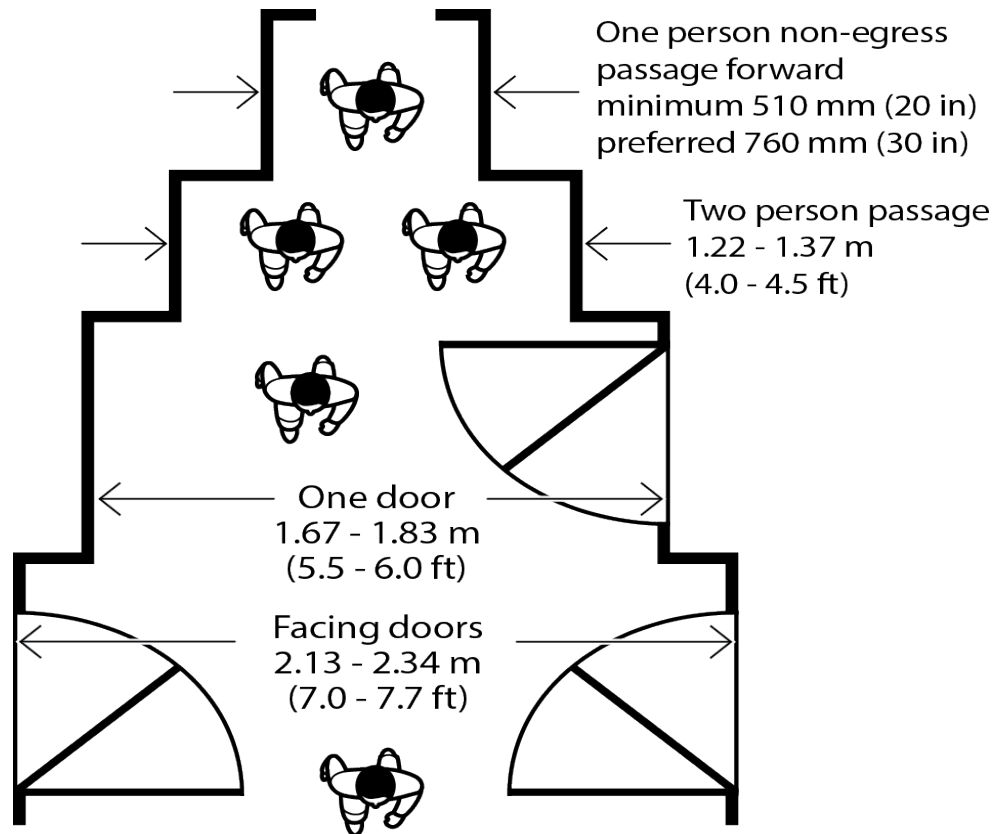 One person non-egress
passage forward
minimum 510 mm (20 in)
preferred 760 mm (30 in)
Two person passage
1.22 - 1.37 m
(4.0 - 4.5 ft)
One door
1.67 - 1.83 m
(5.5 - 6.0 ft)
Facing doors
2.13 - 2.34 m
(7.0 - 7.7 ft)